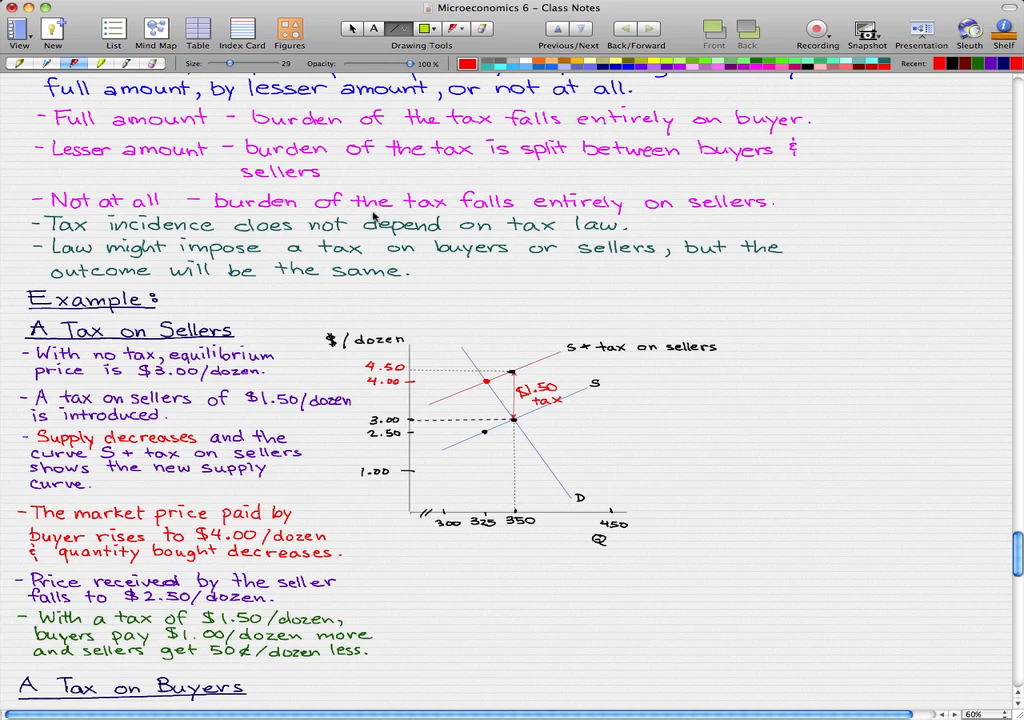 Microeconomics 6 - Class Notes
View New List Mind Map Table Index Card Figures Drawing Tools Previous/Next Back/Forward Front Back Recording Snapshot Presentation Sleuth Shelf
Size: 29 Opacity: 100 % Recent:
full amount, by lesser amount, or not at all.
- Full amount - burden of the tax falls entirely on buyer.
- Lesser amount - burden of the tax is split between buyers &
sellers
- Not at all - burden of the tax falls entirely on sellers.
- Tax incidence does not depend on tax law.
- Law might impose a tax on buyers or sellers, but the
outcome will be the same.
Example:
A Tax on Sellers
- With no tax, equilibrium
price is $3.00/dozen.
- A tax on sellers of $1.50/dozen
is introduced.
- Supply decreases and the
curve S + tax on sellers
shows the new supply
curve.
- The market price paid by
buyer rises to $4.00/dozen
& quantity bought decreases.
- Price received by the seller
falls to $2.50/dozen.
- With a tax of $1.50/dozen,
buyers pay $1.00/dozen more
and sellers get 50¢/dozen less.
$/dozen
S + tax on sellers
4.50
4.00
S
$1.50
tax
3.00
2.50
1.00
D
300 325 350 450
Q
A Tax on Buyers
60%